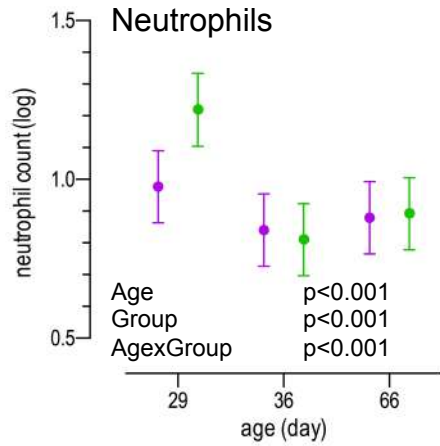 Neutrophils
1.5
1.0
0.5
neutrophil count (log)
Age p<0.001
Group p<0.001
AgexGroup p<0.001
29 36 66
age (day)